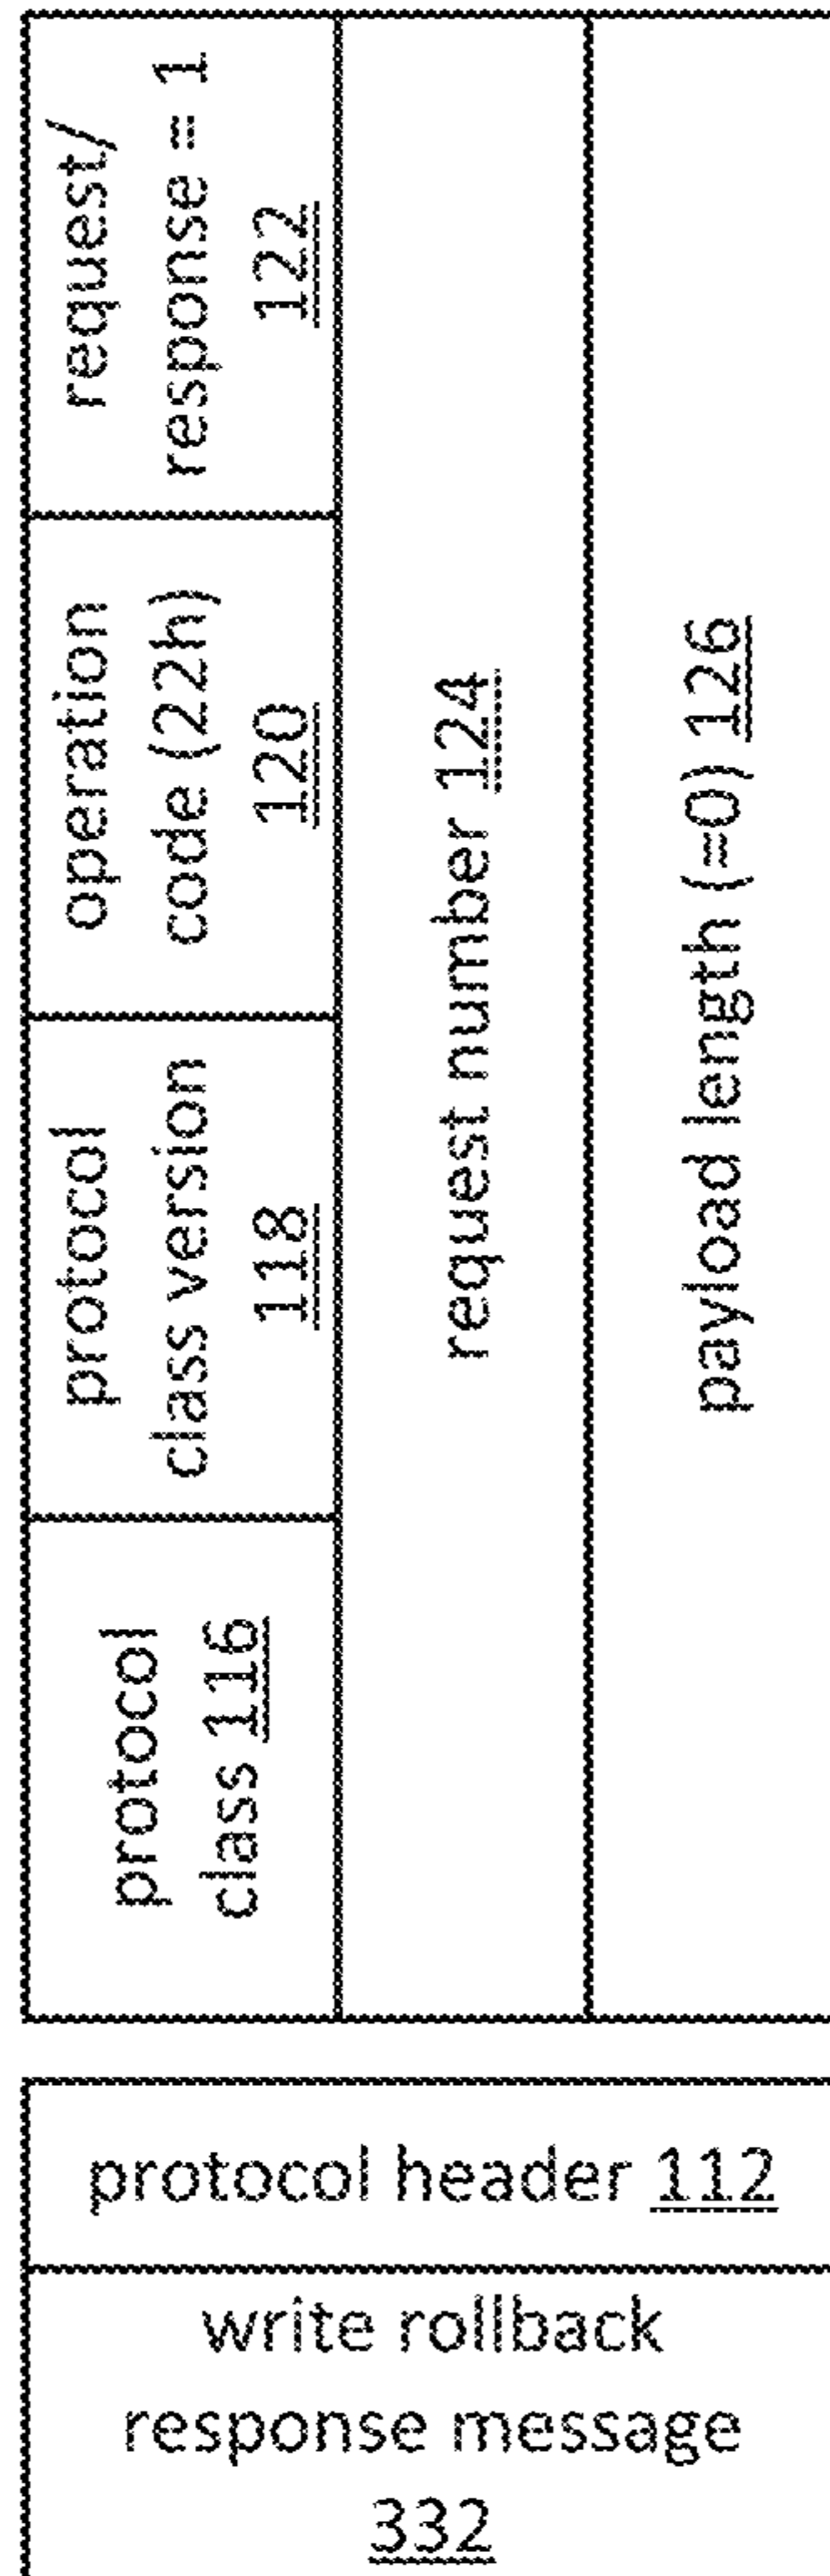 protocol
class 116
protocol
class version
118
operation
code (22h)
120
request/
response = 1
122
request number 124
payload length (=0) 126
protocol header 112
write rollback
response message
332